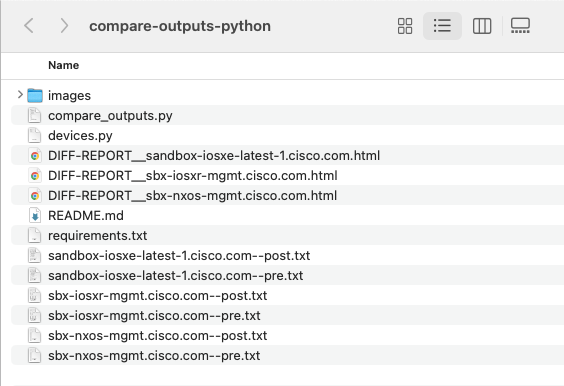 compare-outputs-python
Name
images
compare_outputs.py
devices.py
DIFF-REPORT__sandbox-iosxe-latest-1.cisco.com.html
DIFF-REPORT__sbx-iosxr-mgmt.cisco.com.html
DIFF-REPORT__sbx-nxos-mgmt.cisco.com.html
README.md
requirements.txt
sandbox-iosxe-latest-1.cisco.com--post.txt
sandbox-iosxe-latest-1.cisco.com--pre.txt
sbx-iosxr-mgmt.cisco.com--post.txt
sbx-iosxr-mgmt.cisco.com--pre.txt
sbx-nxos-mgmt.cisco.com--post.txt
sbx-nxos-mgmt.cisco.com--pre.txt